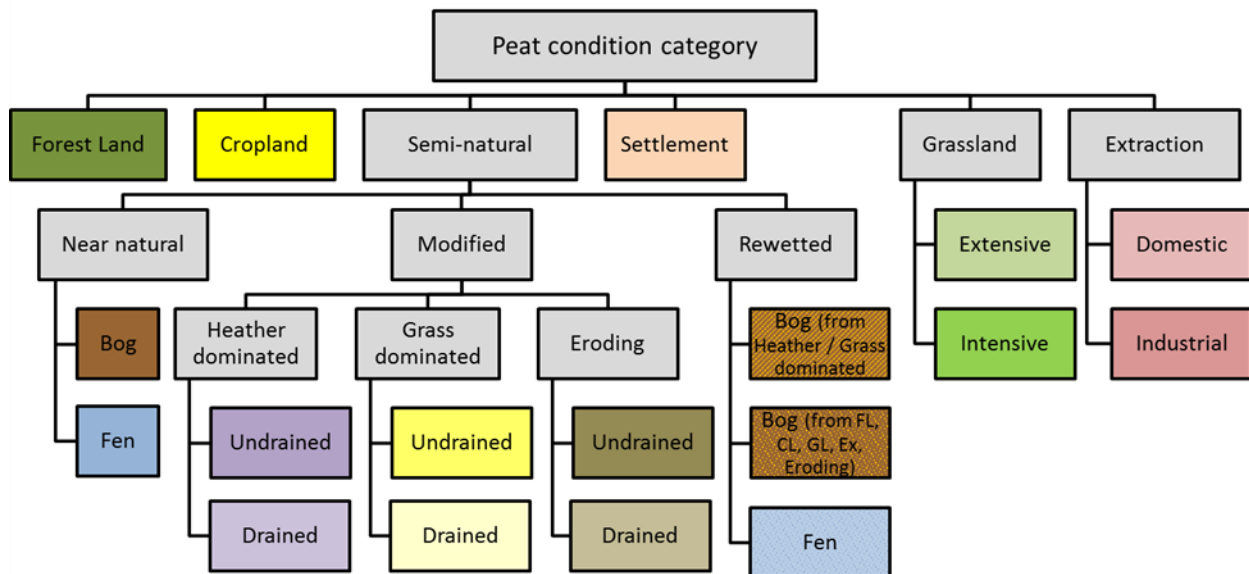 Peat condition category
Forest Land
Cropland
Semi-natural
Settlement
Grassland
Extraction
Near natural
Modified
Rewetted
Extensive
Domestic
Bog
Heather
dominated
Grass
dominated
Eroding
Bog (from
Heather / Grass
dominated
Intensive
Industrial
Fen
Undrained
Undrained
Undrained
Bog (from FL,
CL, GL, Ex,
Eroding)
Drained
Drained
Drained
Fen